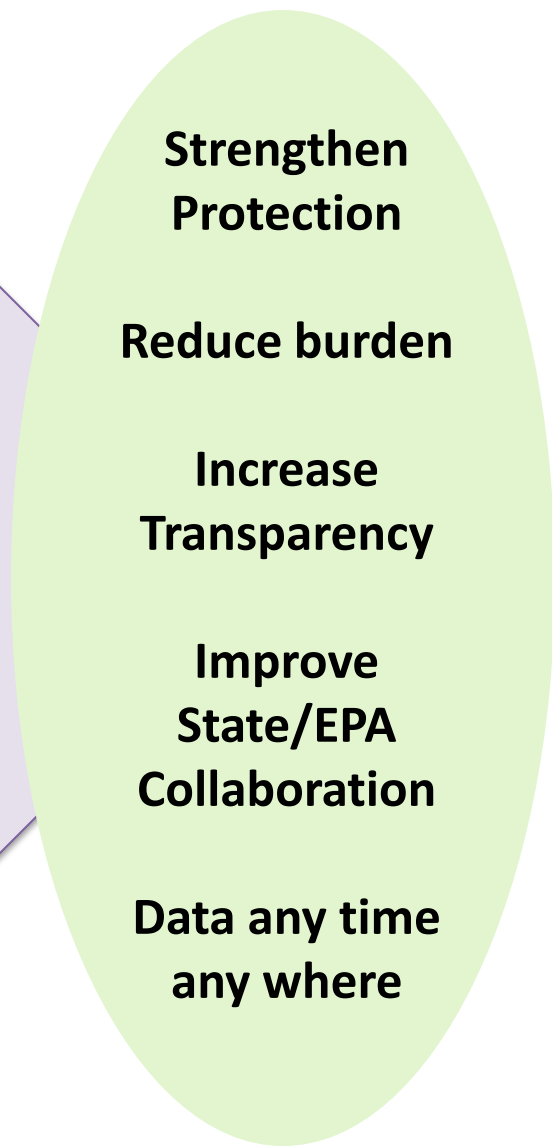 Strengthen
Protection
Reduce burden
Increase
Transparency
Improve
State/EPA
Collaboration
Data any time
any where